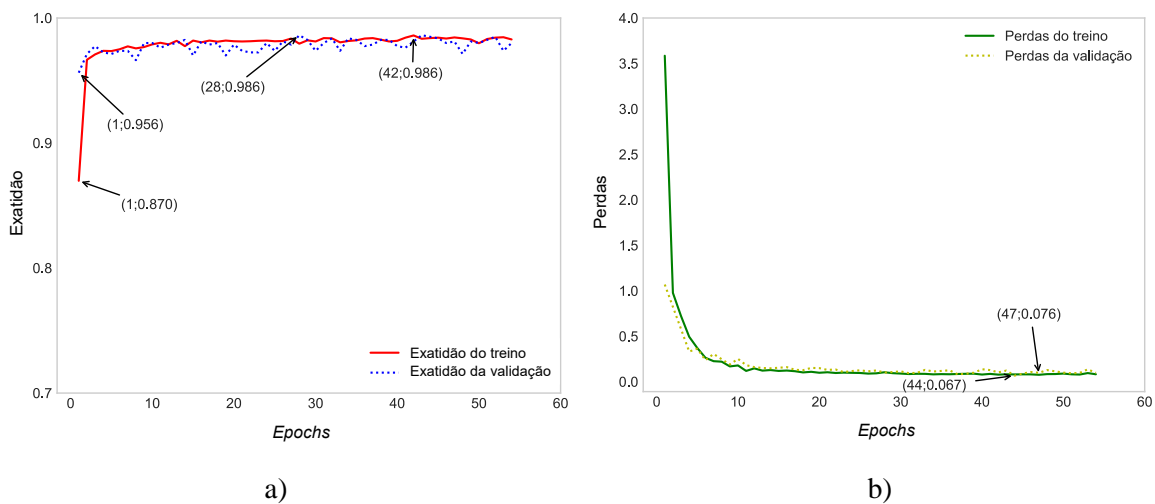 1.0
0.9
0.8
0.7
Exatidão
(28;0.986)
(42;0.986)
(1;0.956)
(1;0.870)
Exatidão do treino
Exatidão da validação
0 10 20 30 40 50 60
Epochs
a)
4.0
3.5
3.0
2.5
2.0
1.5
1.0
0.5
0.0
Perdas
Perdas do treino
Perdas da validação
(47;0.076)
(44;0.067)
0 10 20 30 40 50 60
Epochs
b)